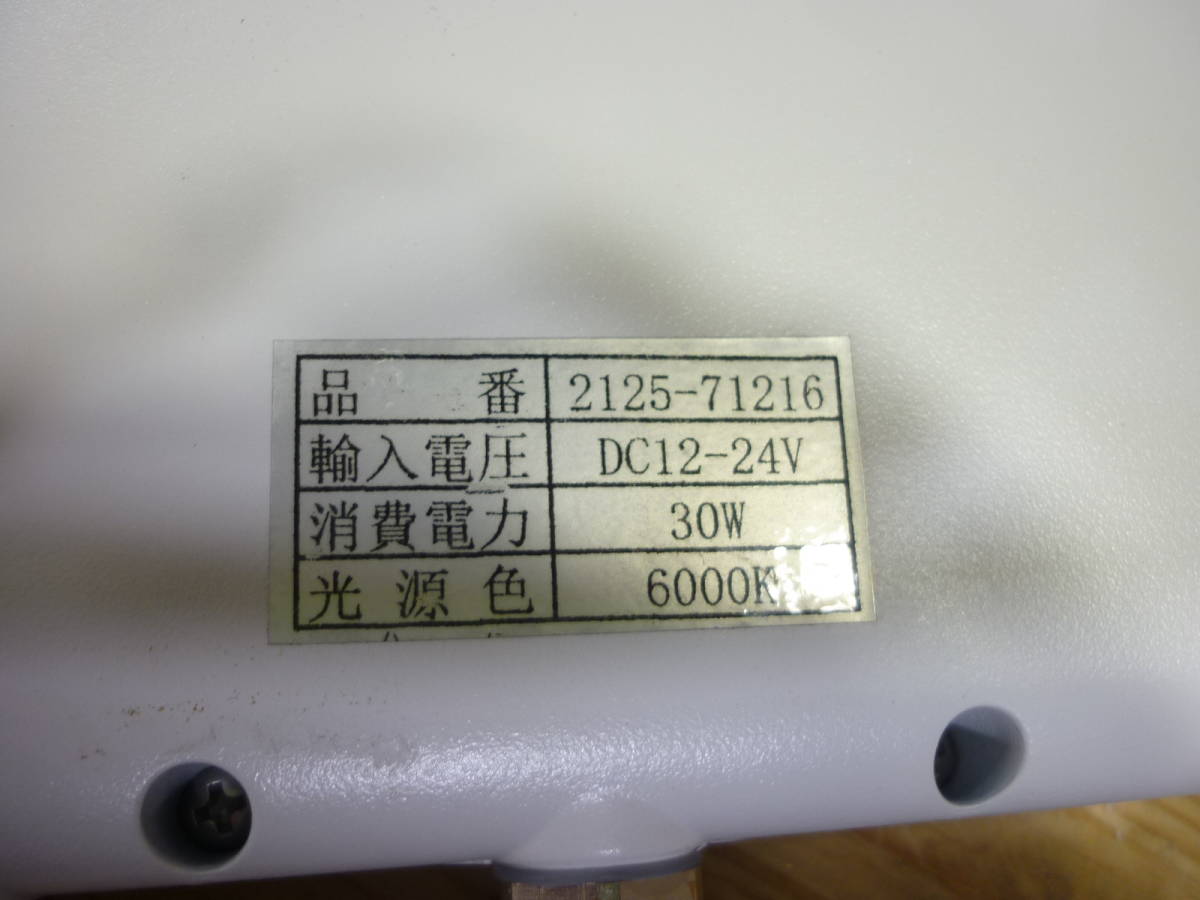 品番 2125-71216
輸入電圧 DC12-24V
消費電力 30W
光源色 6000K